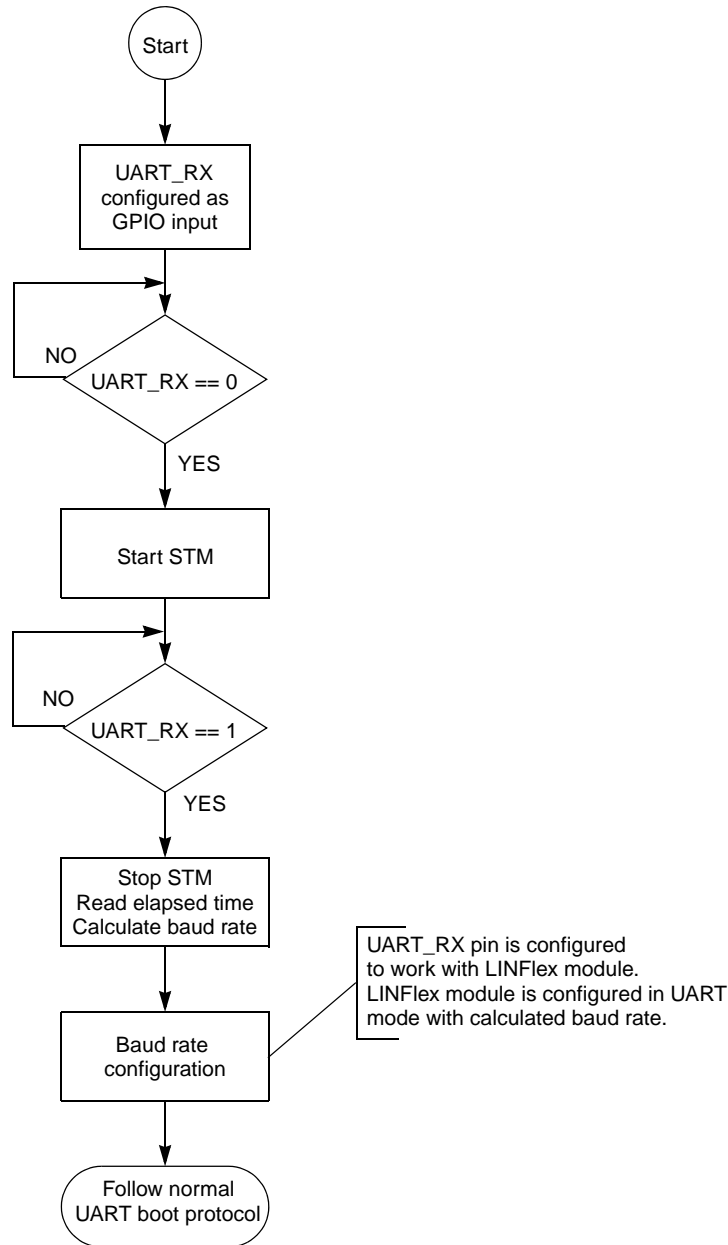 Start
UART_RX
configured as
GPIO input
NO
UART_RX == 0
YES
Start STM
NO
UART_RX == 1
YES
Stop STM
Read elapsed time
Calculate baud rate
UART_RX pin is configured
to work with LINFlex module.
LINFlex module is configured in UART
mode with calculated baud rate.
Baud rate
configuration
Follow normal
UART boot protocol